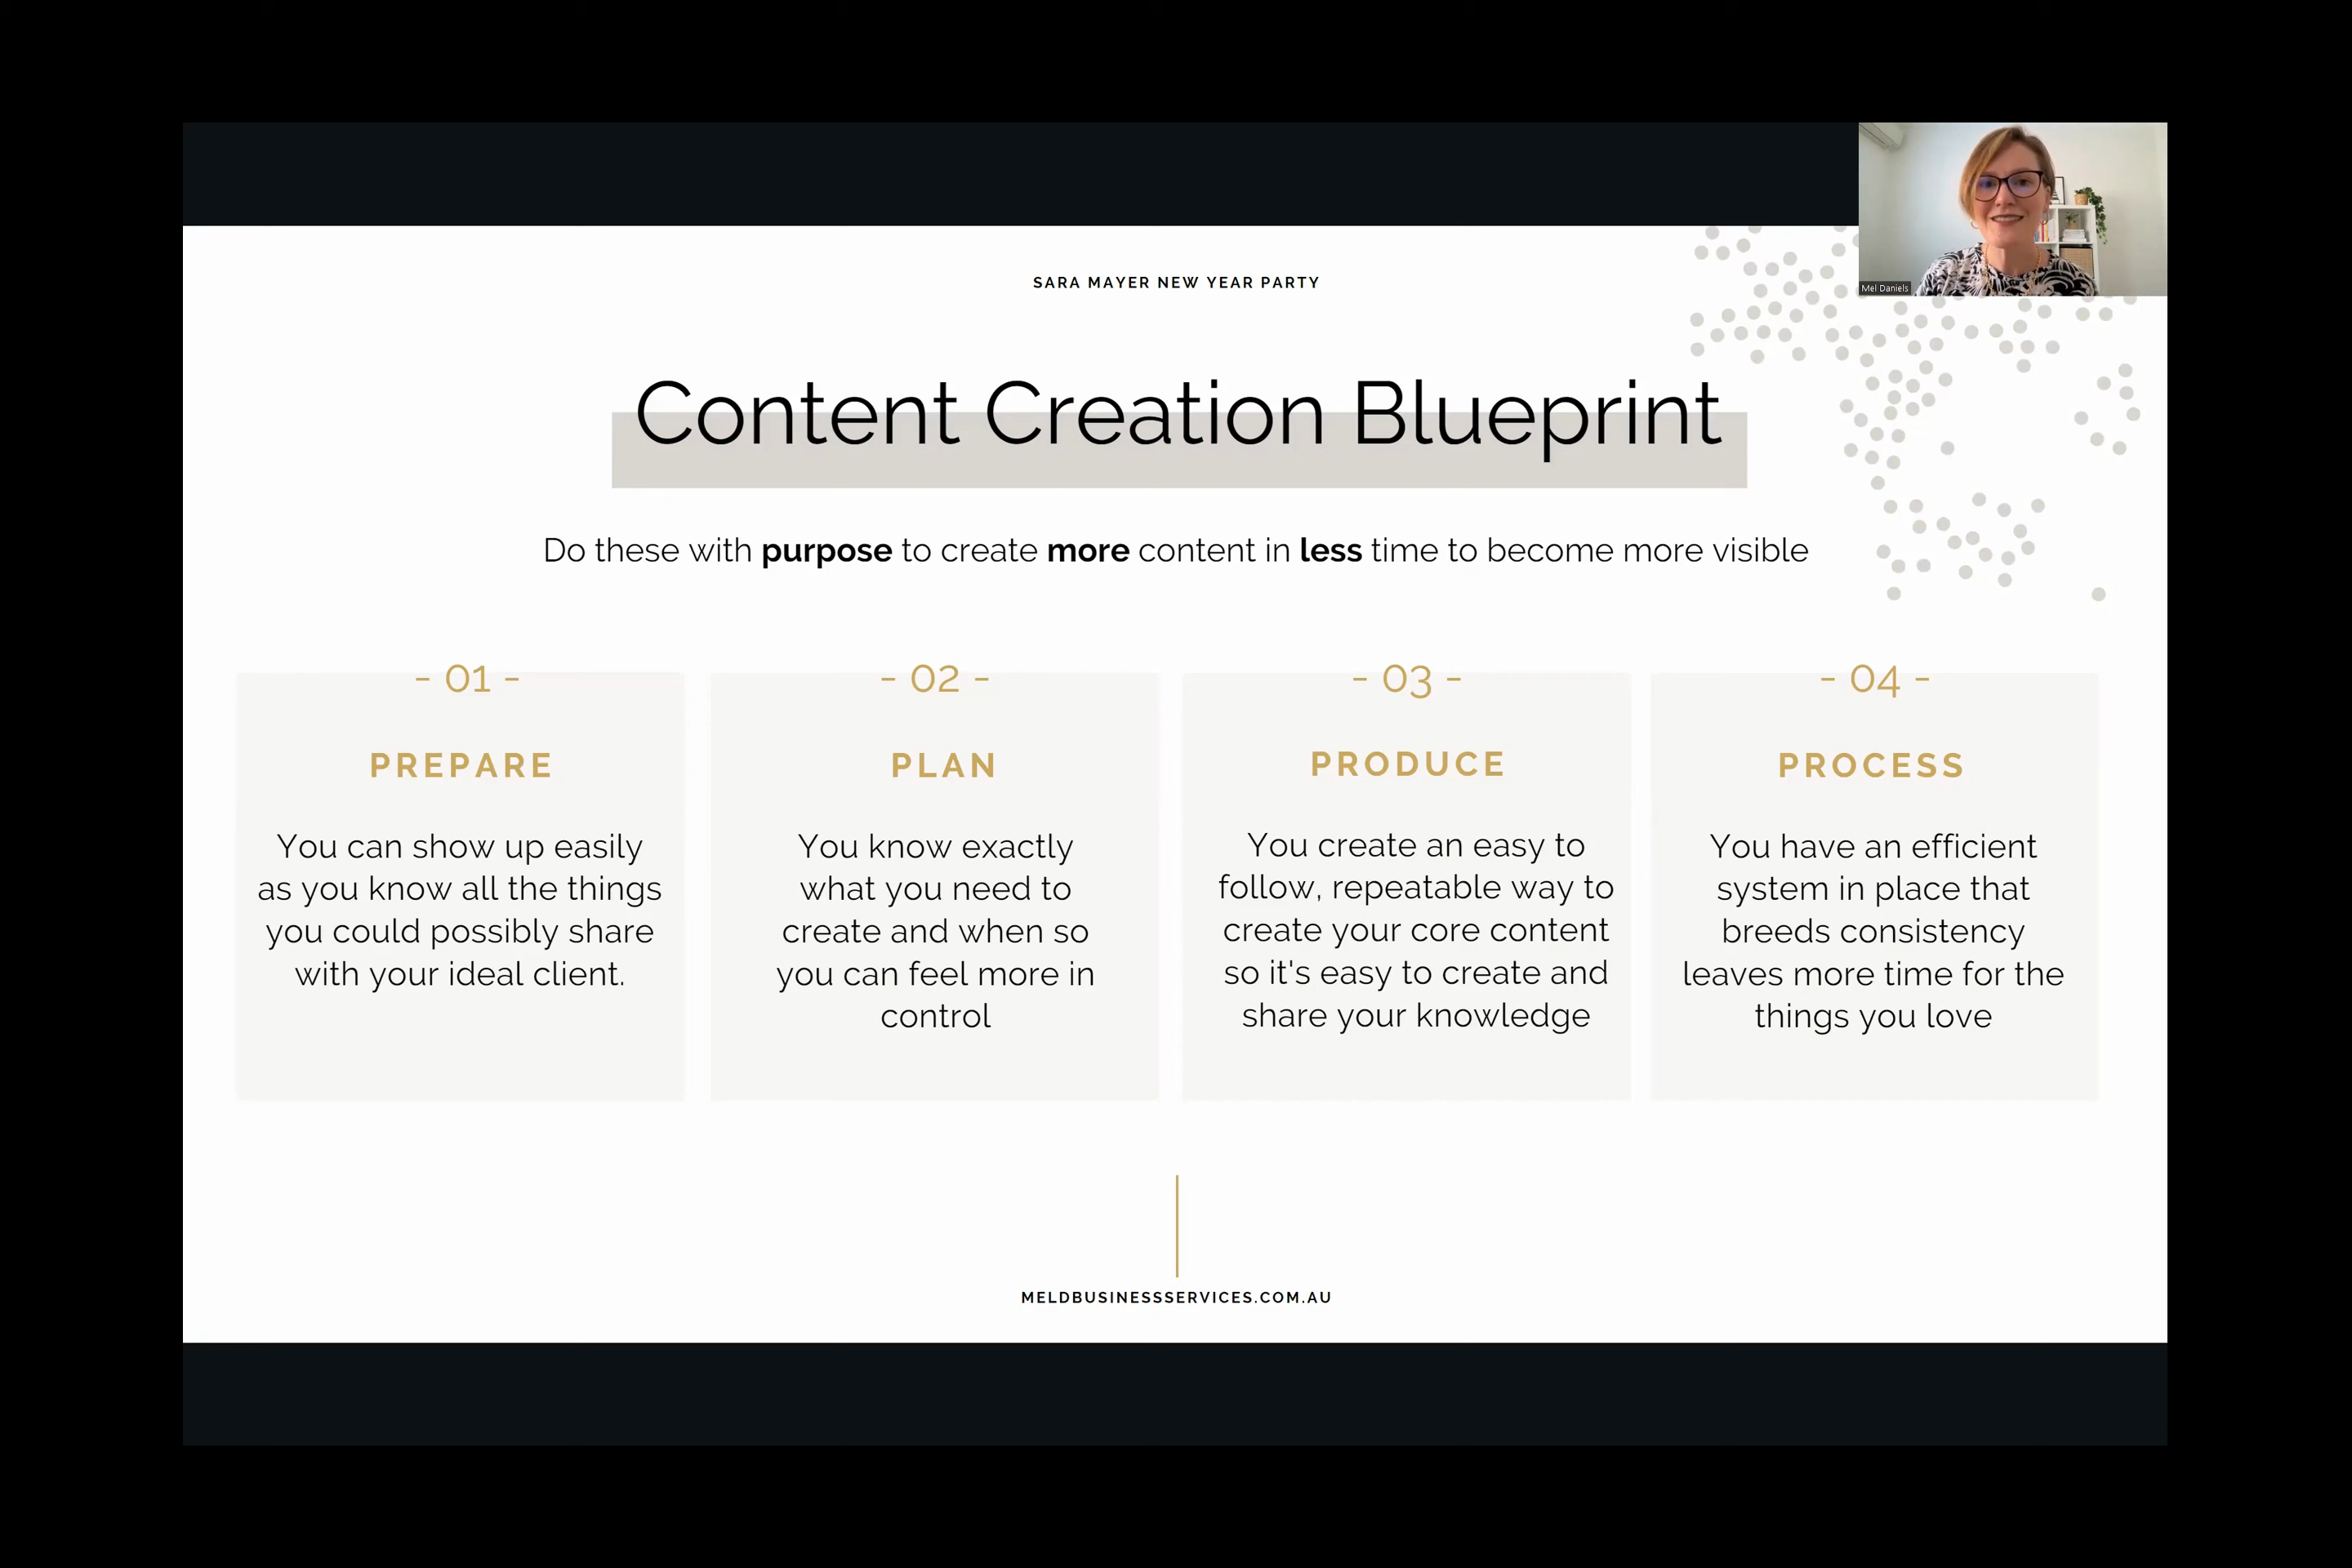 Mel Daniels
SARA MAYER NEW YEAR PARTY
Content Creation Blueprint
Do these with purpose to create more content in less time to become more visible
- 01 -
PREPARE
You can show up easily
as you know all the things
you could possibly share
with your ideal client.
- 02 -
PLAN
You know exactly
what you need to
create and when so
you can feel more in
control
- 03 -
PRODUCE
You create an easy to
follow, repeatable way to
create your core content
so it's easy to create and
share your knowledge
- 04 -
PROCESS
You have an efficient
system in place that
breeds consistency
leaves more time for the
things you love
MELDBUSINESSSERVICES.COM.AU